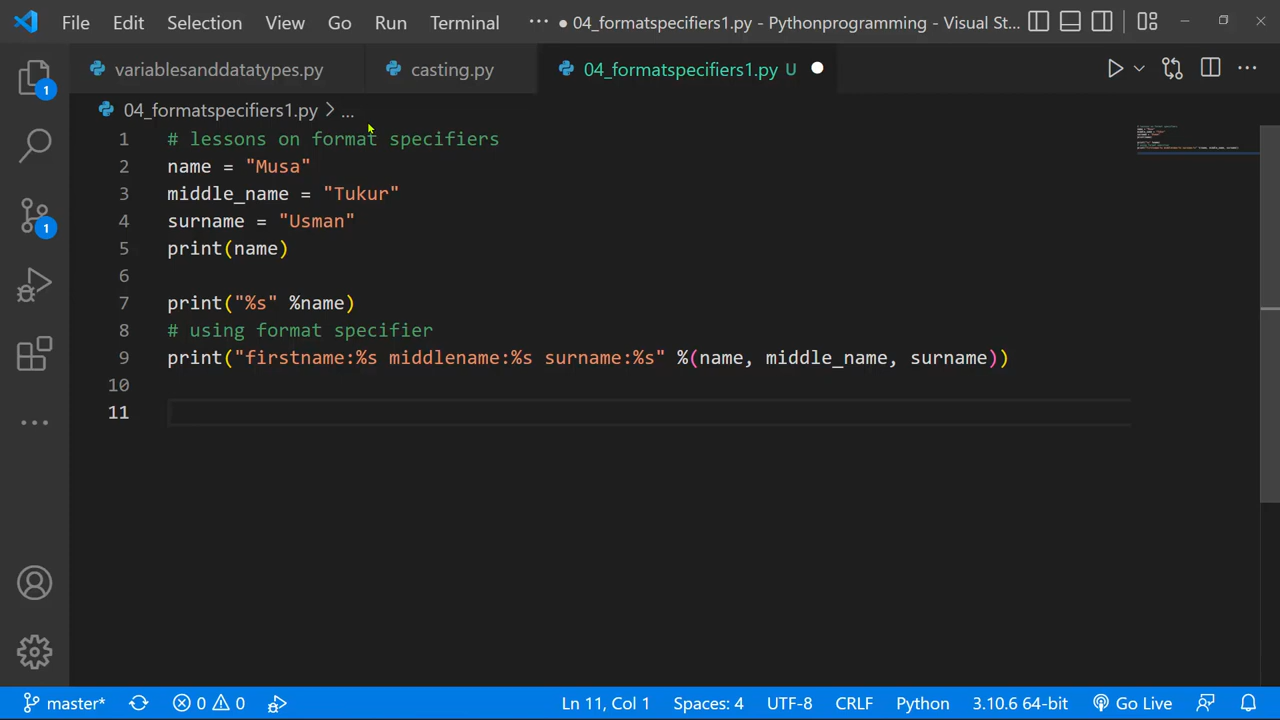 File Edit Selection View Go Run Terminal ··· ● 04_formatspecifiers1.py - Pythonprogramming - Visual St...
variablesanddatatypes.py casting.py 04_formatspecifiers1.py U
04_formatspecifiers1.py > ...
1 # lessons on format specifiers
2 name = "Musa"
3 middle_name = "Tukur"
4 surname = "Usman"
5 print(name)
6
7 print("%s" %name)
8 # using format specifier
9 print("firstname:%s middlename:%s surname:%s" %(name, middle_name, surname))
10
11
1
1
master* 0 0 Ln 11, Col 1 Spaces: 4 UTF-8 CRLF Python 3.10.6 64-bit Go Live